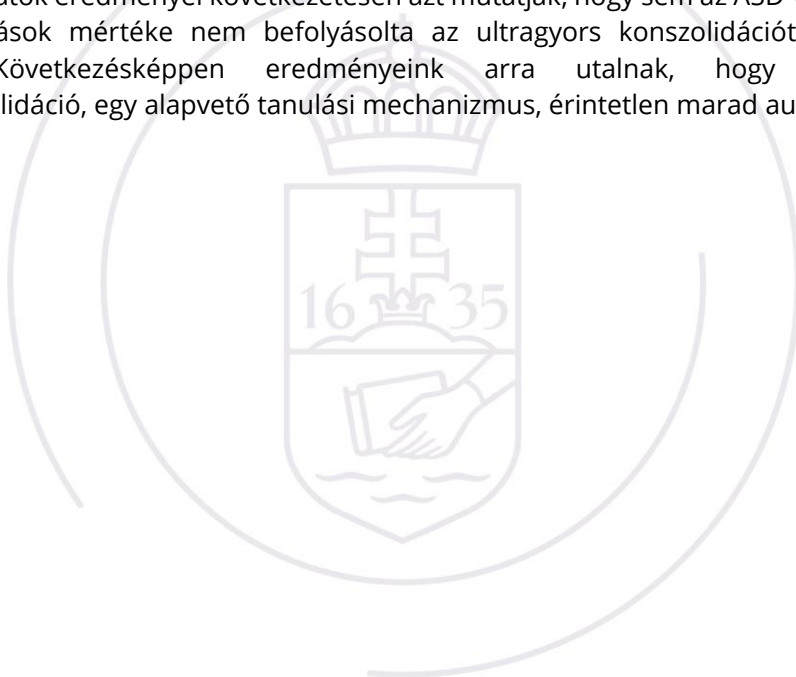 atok eredményei következetesen azt mutatják, hogy sem az ASD
ások mértéke nem befolyásolta az ultragyors konszolidációt
Következésképpen eredményeink arra utalnak, hogy
lidáció, egy alapvető tanulási mechanizmus, érintetlen marad au
16 35